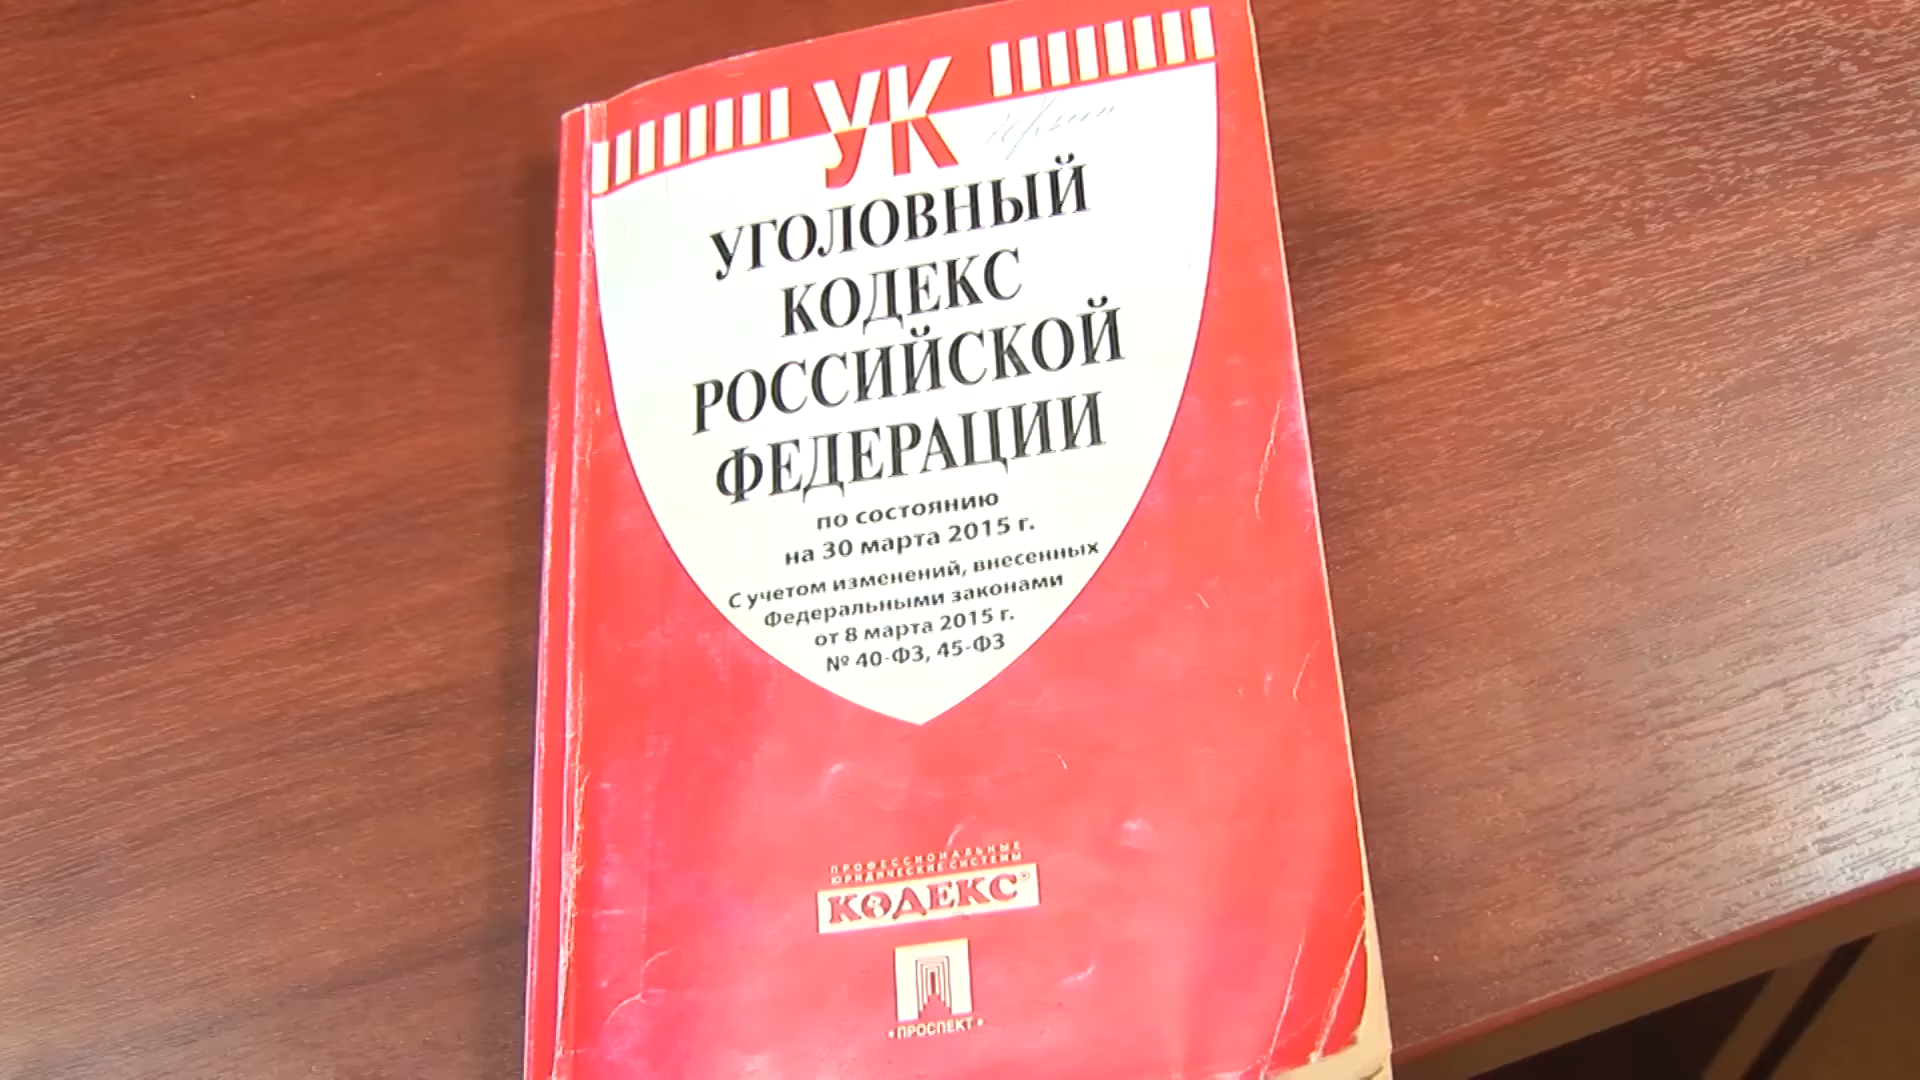 УК
УГОЛОВНЫЙ
КОДЕКС
РОССИЙСКОЙ
ФЕДЕРАЦИИ
по состоянию
на 30 марта 2015 г.
С учетом изменений, внесенных
Федеральными законами
от 8 марта 2015 г.
№ 40-ФЗ, 45-ФЗ
ПРОФЕССИОНАЛЬНЫЕ
ЮРИДИЧЕСКИЕ СИСТЕМЫ
КОДЕКС®
•ПРОСПЕКТ•